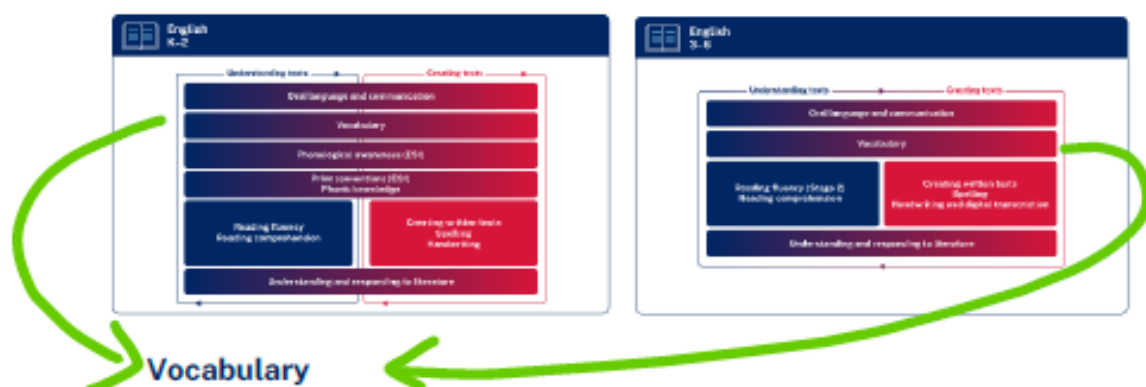 English
K–2
Understanding texts
Creating texts
Oral language and communication
Vocabulary
Phonological awareness (ES1)
Print conventions (ES1)
Phonic knowledge
Reading fluency
Reading comprehension
Creating written texts
Spelling
Handwriting
Understanding and responding to literature
English
3–6
Understanding texts
Creating texts
Oral language and communication
Vocabulary
Reading fluency (Stage 2)
Reading comprehension
Creating written texts
Spelling
Handwriting and digital transcription
Understanding and responding to literature
Vocabulary